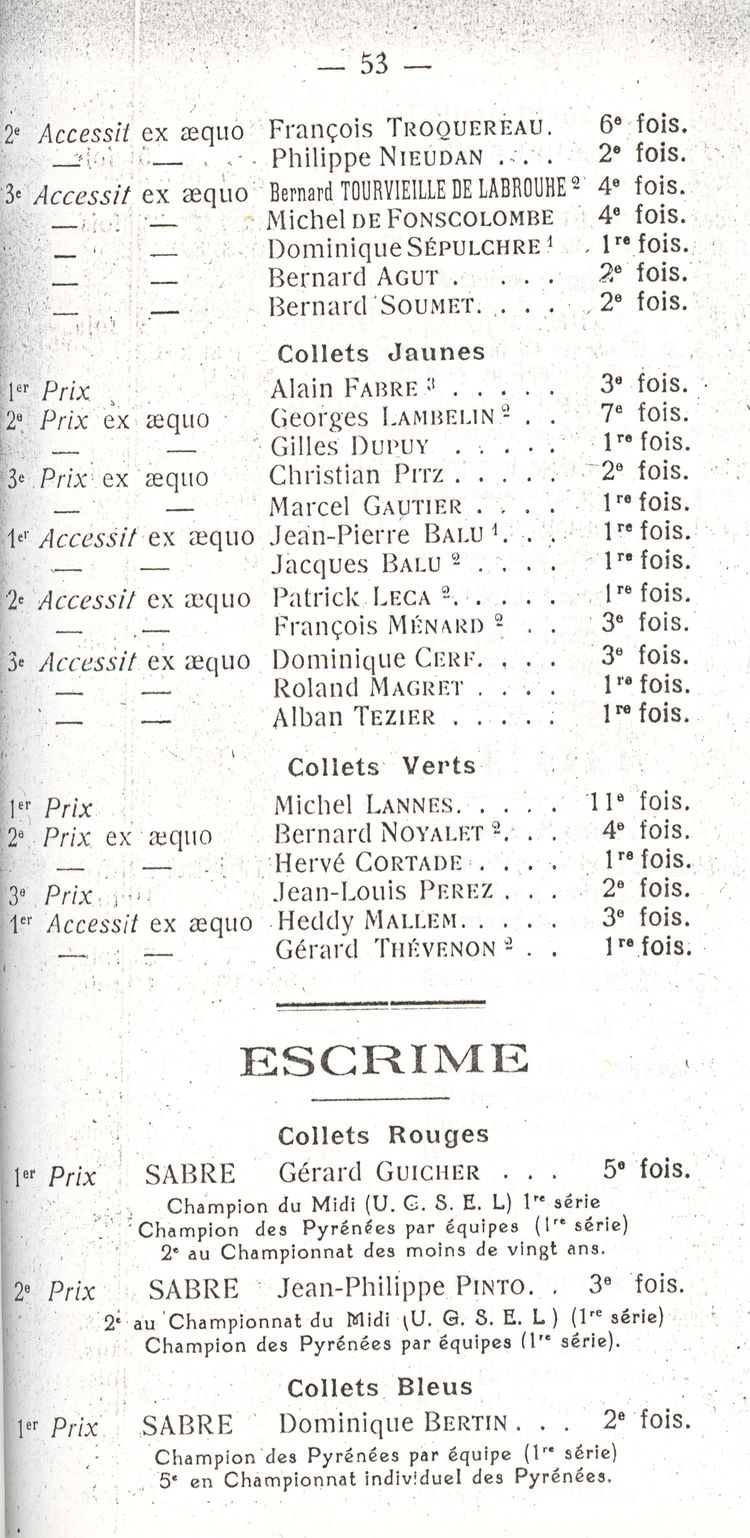 — 53 —
2e Accessit ex æquo François TROQUEREAU. 6e fois.
— — Philippe NIEUDAN . . . 2e fois.
3e Accessit ex æquo Bernard TOURVIEILLE DE LABROUHE 2 4e fois.
— — Michel DE FONSCOLOMBE 4e fois.
— — Dominique SÉPULCHRE 1 . 1re fois.
— — Bernard AGUT . . . . 2e fois.
— — Bernard SOUMET. . . . . 2e fois.
Collets Jaunes
1er Prix Alain FABRE 3 . . . . . 3e fois.
2e Prix ex æquo Georges LAMBELIN 2 . . 7e fois.
— — Gilles DUPUY . . . . . 1re fois.
3e Prix ex æquo Christian PITZ . . . . . 2e fois.
— — Marcel GAUTIER . . . . 1re fois.
1er Accessit ex æquo Jean-Pierre BALU 1. . . 1re fois.
— — Jacques BALU 2 . . . . 1re fois.
2e Accessit ex æquo Patrick LECA 2. . . . . 1re fois.
— — François MÉNARD 2 . . 3e fois.
3e Accessit ex æquo Dominique CERF. . . . 3e fois.
— — Roland MAGRET . . . . 1re fois.
— — Alban TEZIER . . . . . 1re fois.
Collets Verts
1er Prix Michel LANNES. . . . . 11e fois.
2e Prix ex æquo Bernard NOYALET 2. . . 4e fois.
— — Hervé CORTADE . . . . 1re fois.
3e Prix Jean-Louis PEREZ . . . 2e fois.
1er Accessit ex æquo Heddy MALLEM. . . . . 3e fois.
— — Gérard THÉVENON 2 . . 1re fois.
ESCRIME
Collets Rouges
1er Prix SABRE Gérard GUICHER . . . 5e fois.
Champion du Midi (U. G. S. E. L) 1re série
Champion des Pyrénées par équipes (1re série)
2e au Championnat des moins de vingt ans.
2e Prix SABRE Jean-Philippe PINTO. . 3e fois.
2e au Championnat du Midi (U. G. S. E. L ) (1re série)
Champion des Pyrénées par équipes (1re série).
Collets Bleus
1er Prix SABRE Dominique BERTIN . . . 2e fois.
Champion des Pyrénées par équipe (1re série)
5e en Championnat individuel des Pyrénées.